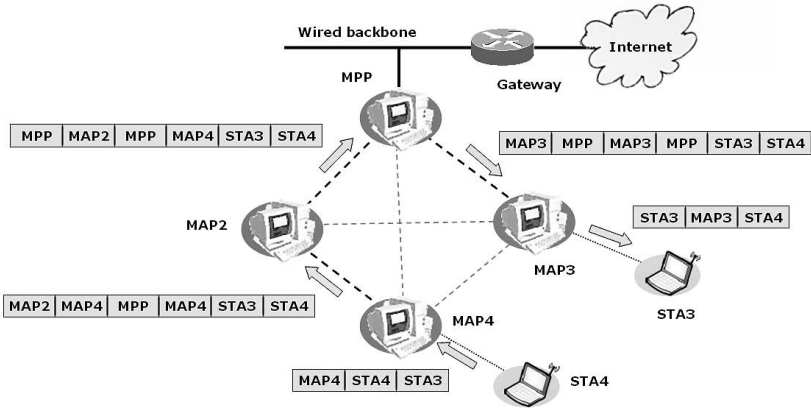 Wired backbone
Internet
MPP
Gateway
MPP MAP2 MPP MAP4 STA3 STA4
MAP3 MPP MAP3 MPP STA3 STA4
MAP2
STA3 MAP3 STA4
MAP3
MAP2 MAP4 MPP MAP4 STA3 STA4
MAP4
STA3
MAP4 STA4 STA3
STA4